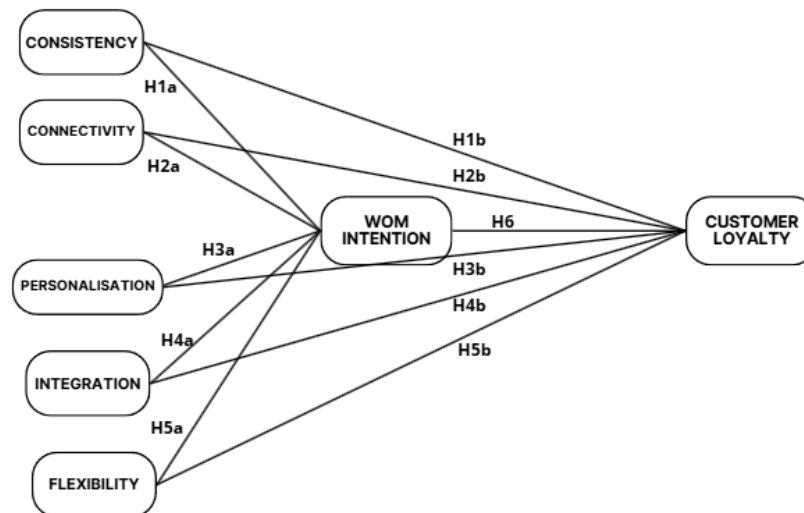 CONSISTENCY
H1a
CONNECTIVITY
H2a
H1b
H2b
WOM
INTENTION
H6
CUSTOMER
LOYALTY
H3a
H3b
PERSONALISATION
H4b
H4a
H5b
INTEGRATION
H5a
FLEXIBILITY